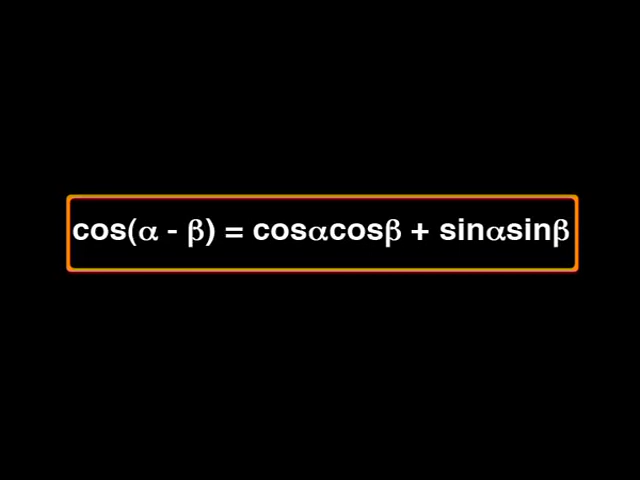 cos(α - β) = cosαcosβ + sinαsinβ